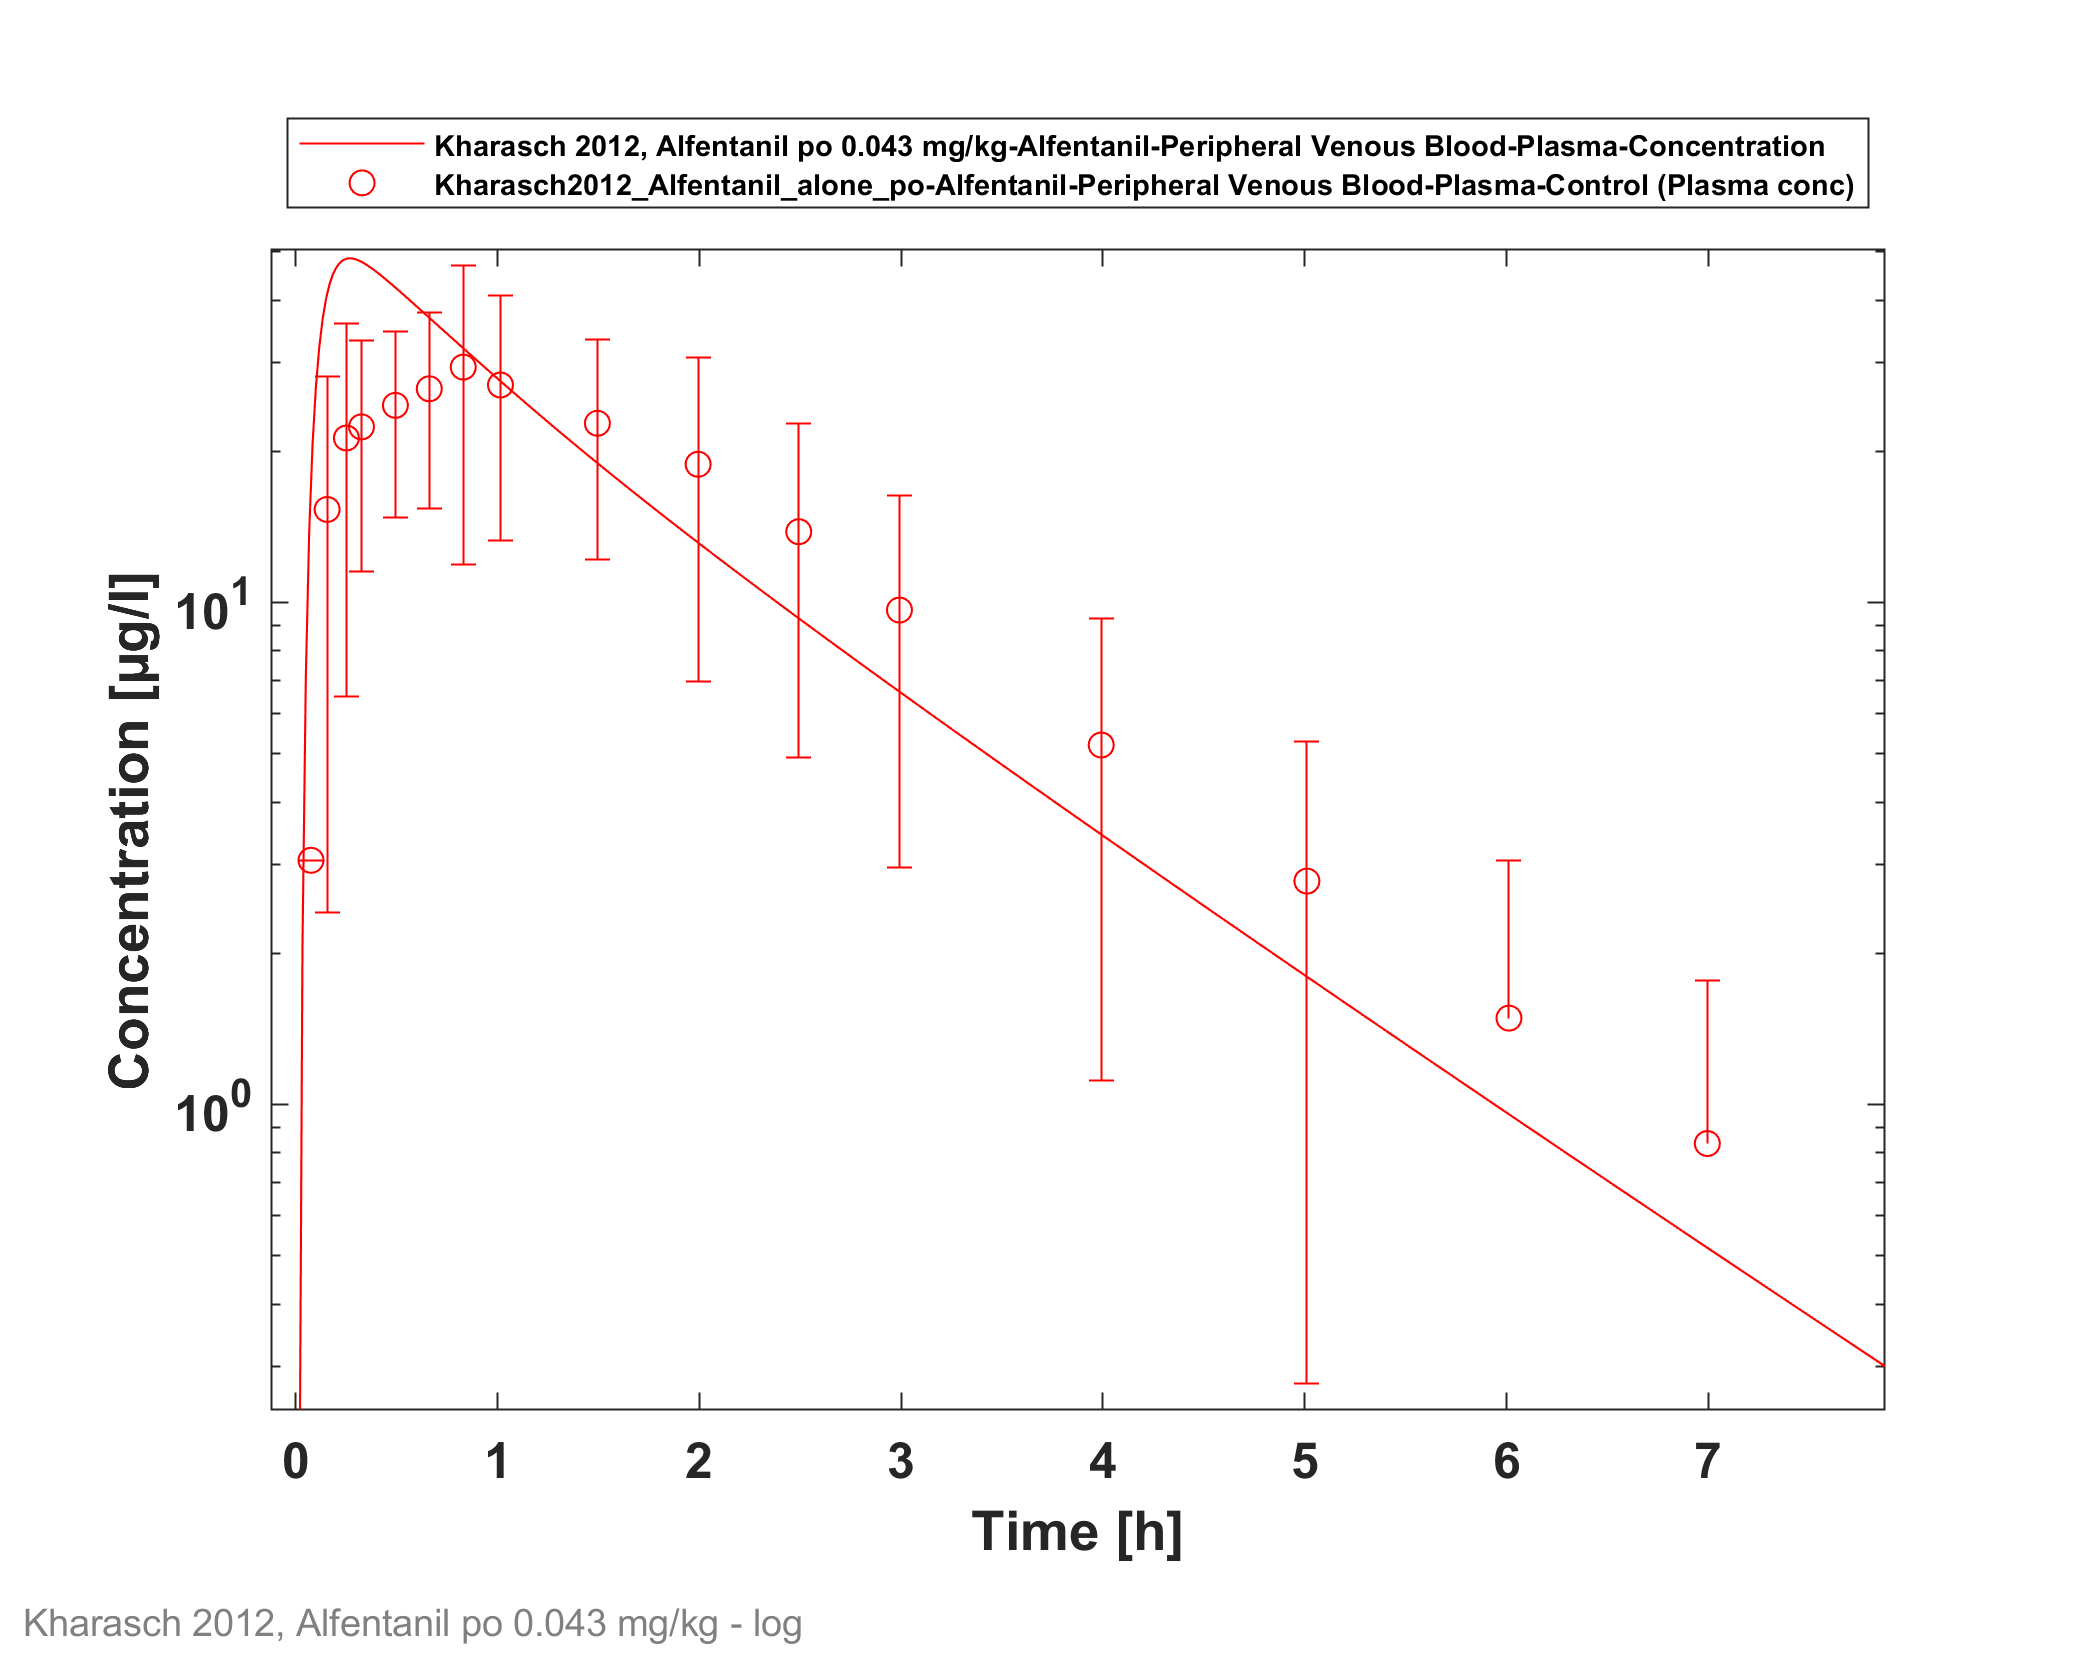 Kharasch 2012, Alfentanil po 0.043 mg/kg-Alfentanil-Peripheral Venous Blood-Plasma-Concentration
Kharasch2012_Alfentanil_alone_po-Alfentanil-Peripheral Venous Blood-Plasma-Control (Plasma conc)
Concentration [µg/l]
10¹
10⁰
0 1 2 3 4 5 6 7
Time [h]
Kharasch 2012, Alfentanil po 0.043 mg/kg - log